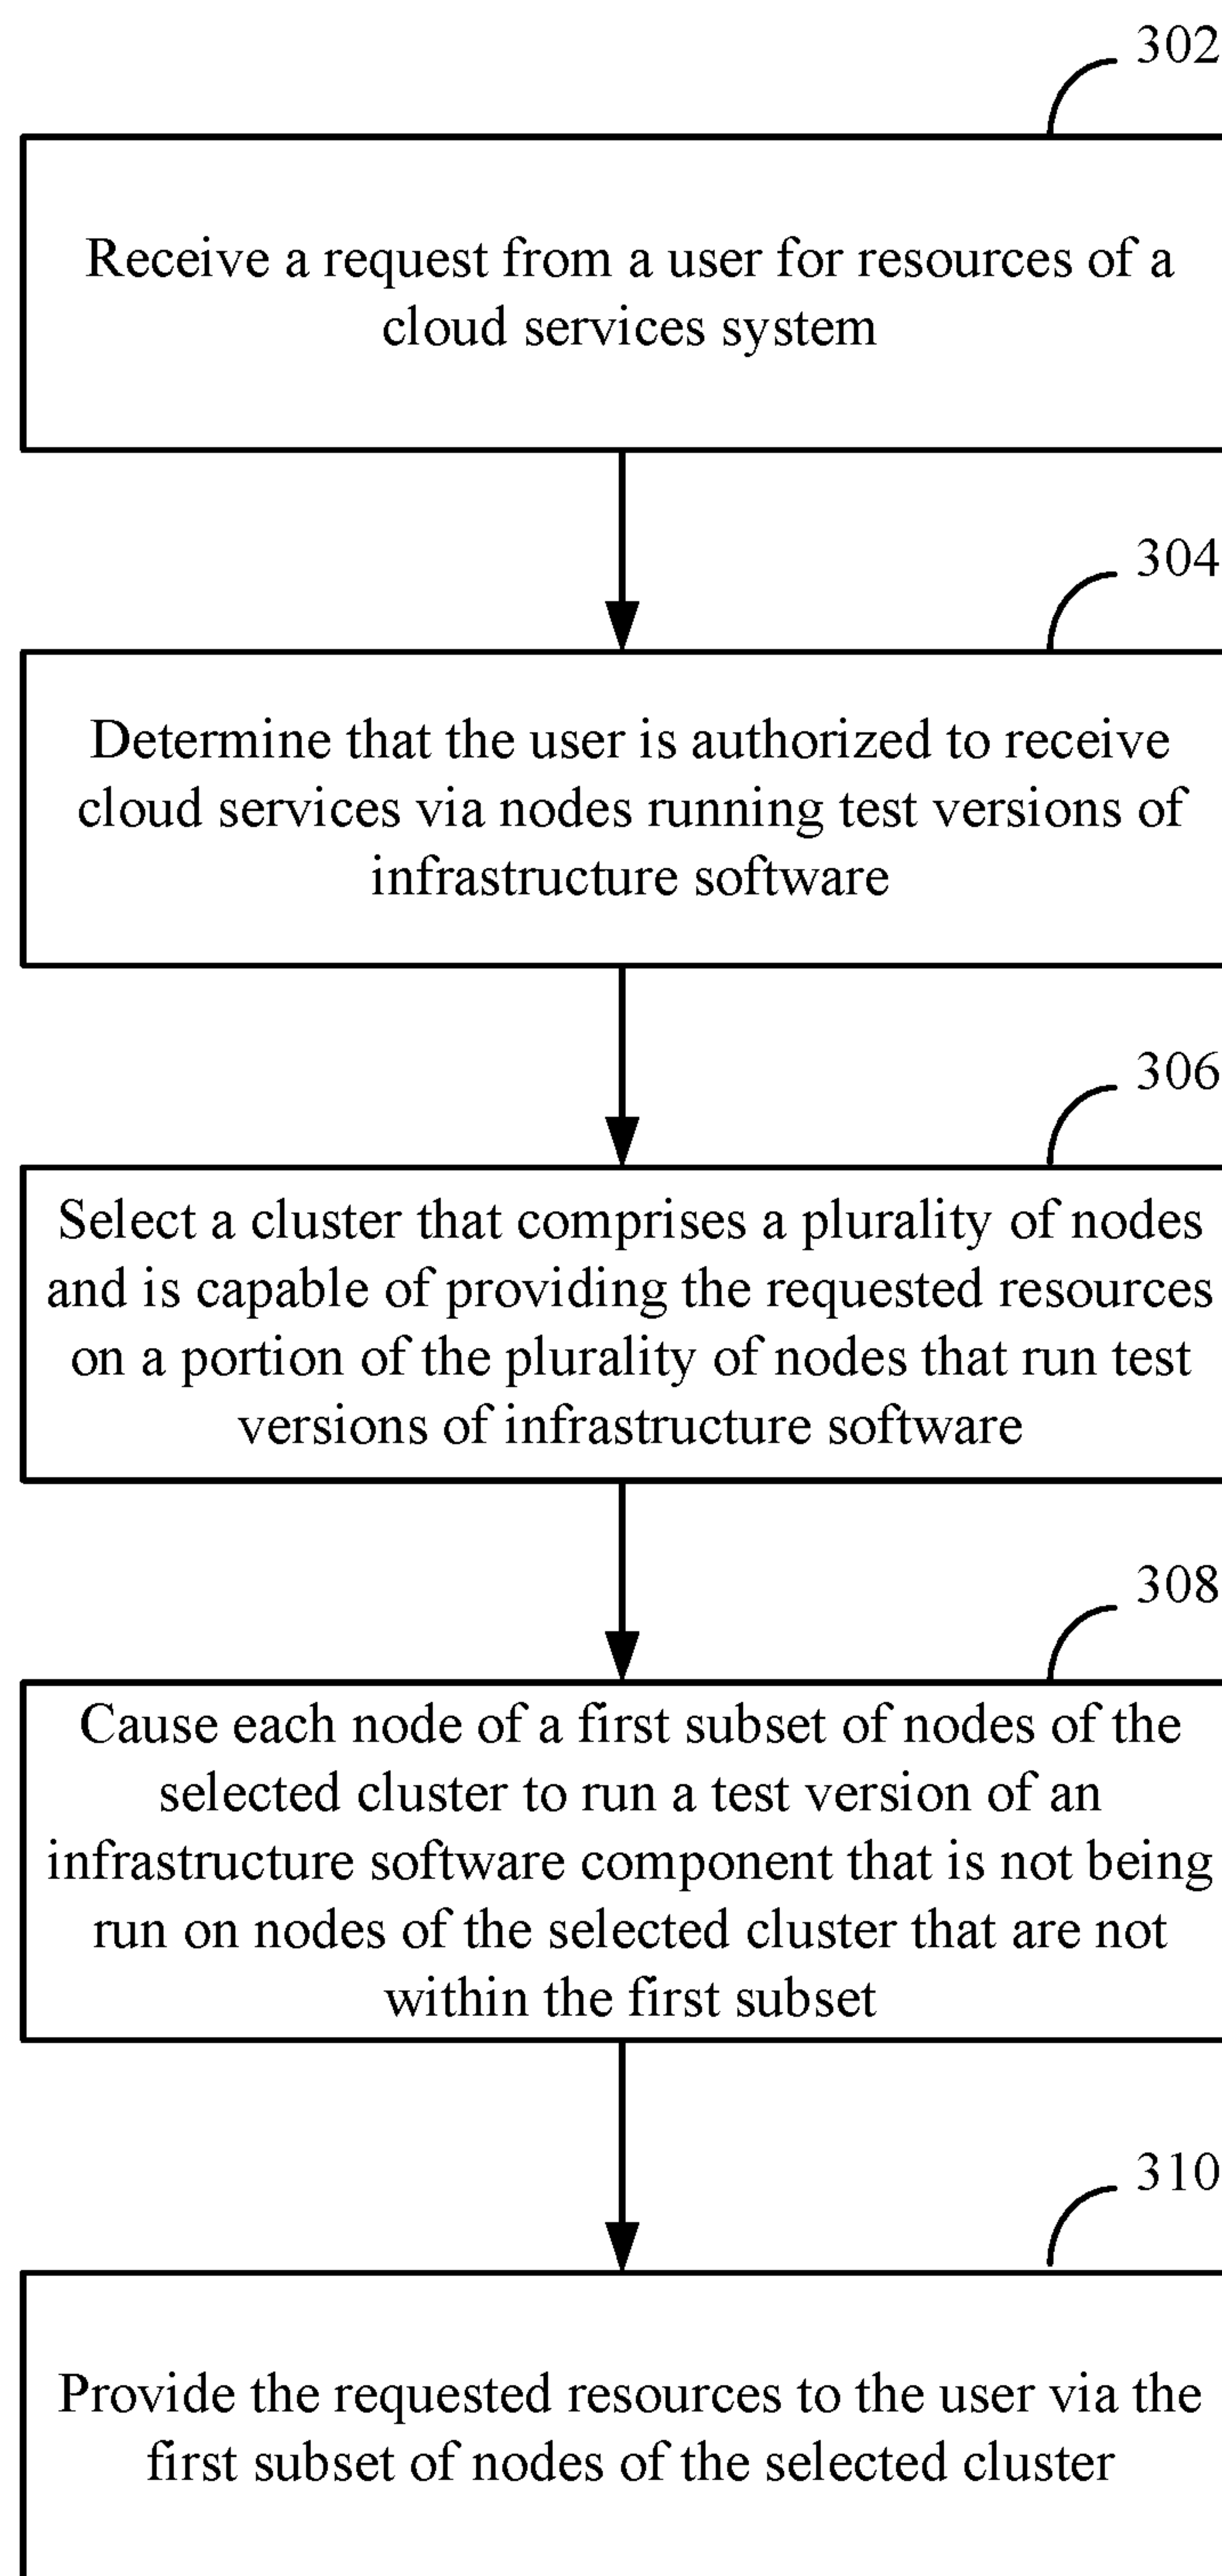 302
Receive a request from a user for resources of a
cloud services system
304
Determine that the user is authorized to receive
cloud services via nodes running test versions of
infrastructure software
306
Select a cluster that comprises a plurality of nodes
and is capable of providing the requested resources
on a portion of the plurality of nodes that run test
versions of infrastructure software
308
Cause each node of a first subset of nodes of the
selected cluster to run a test version of an
infrastructure software component that is not being
run on nodes of the selected cluster that are not
within the first subset
310
Provide the requested resources to the user via the
first subset of nodes of the selected cluster